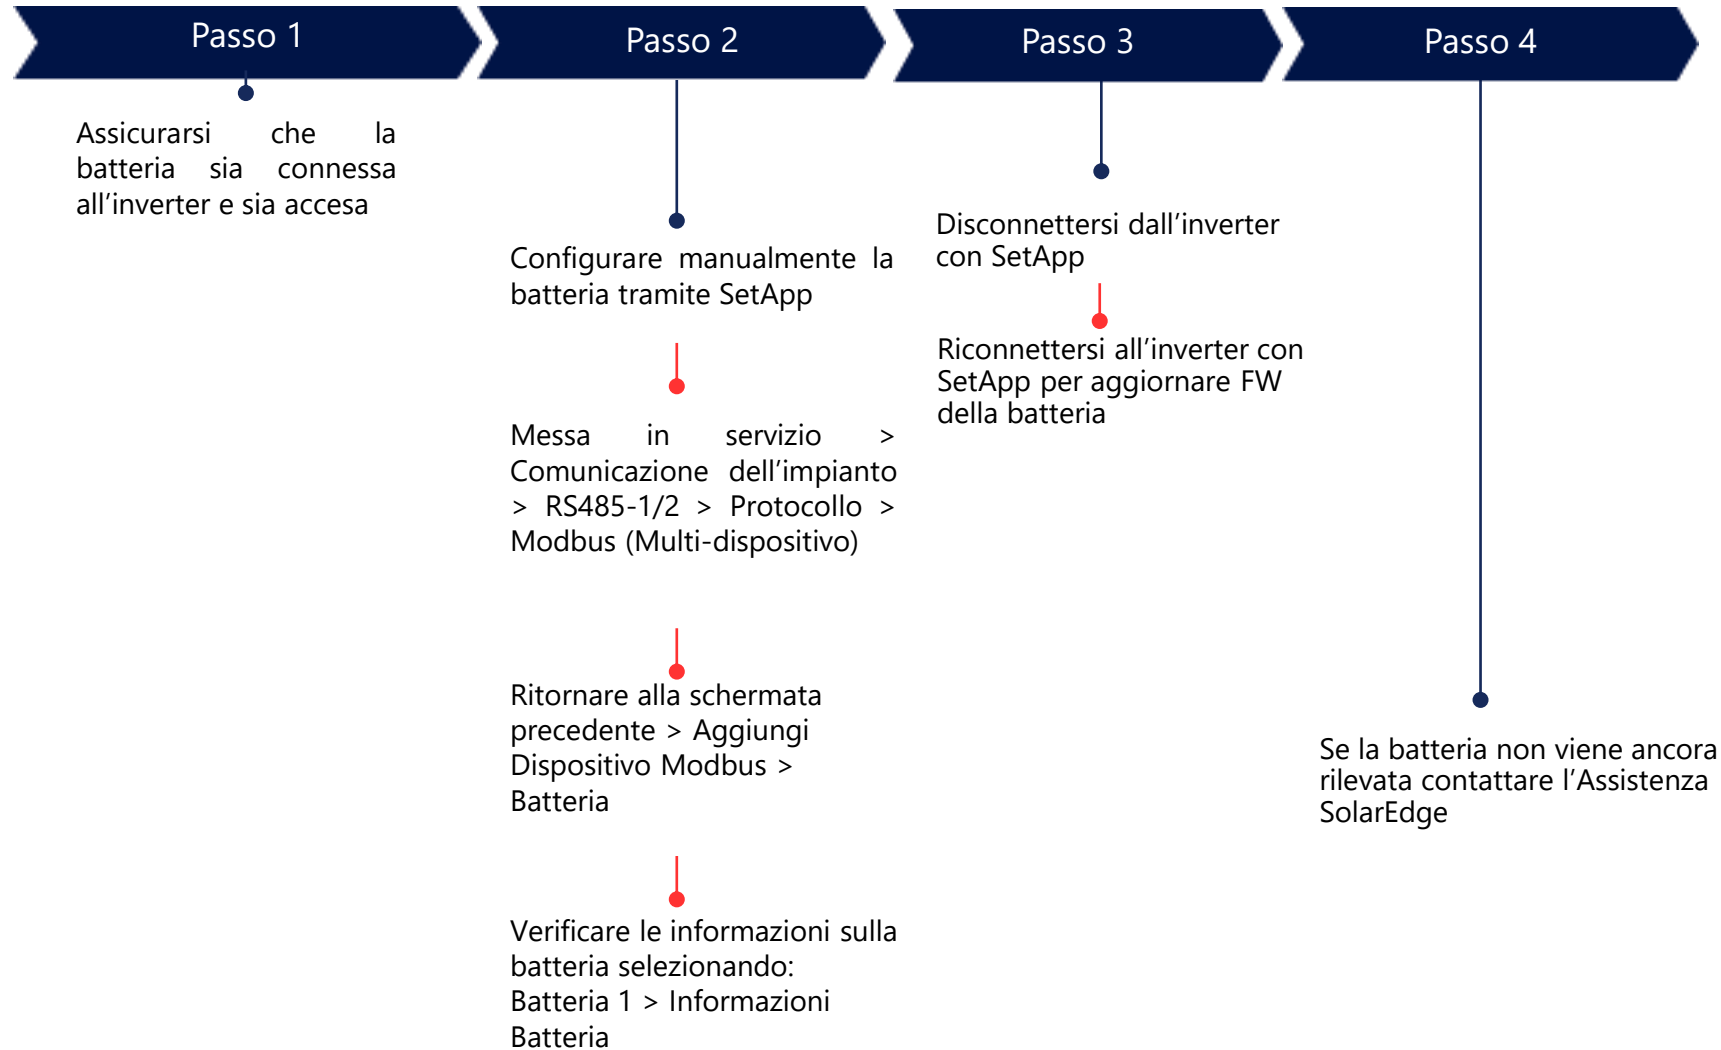 Passo 1
Assicurarsi che la
batteria sia connessa
all'inverter e sia accesa
Passo 2
Configurare manualmente la
batteria tramite SetApp
Messa in servizio >
Comunicazione dell'impianto
> RS485-1/2 > Protocollo >
Modbus (Multi-dispositivo)
Ritornare alla schermata
precedente > Aggiungi
Dispositivo Modbus >
Batteria
Verificare le informazioni sulla
batteria selezionando:
Batteria 1 > Informazioni
Batteria
Passo 3
Disconnettersi dall'inverter
con SetApp
Riconnettersi all'inverter con
SetApp per aggiornare FW
della batteria
Passo 4
Se la batteria non viene ancora
rilevata contattare l'Assistenza
SolarEdge